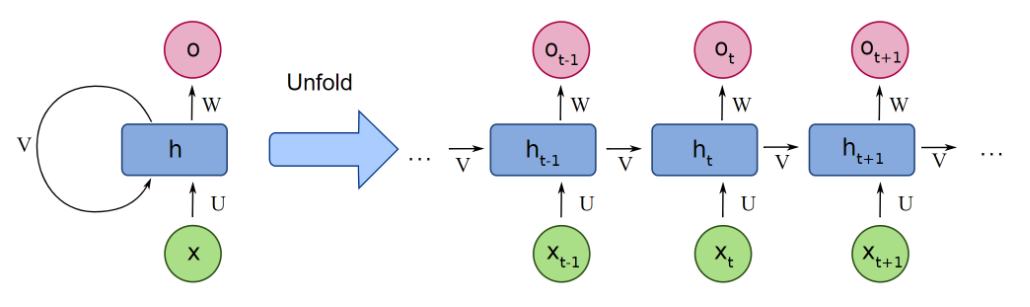 o
W
Unfold
V
h
U
x
o_{t-1} o_t o_{t+1}
W W W
... V h_{t-1} V h_t V h_{t+1} V ...
U U U
x_{t-1} x_t x_{t+1}